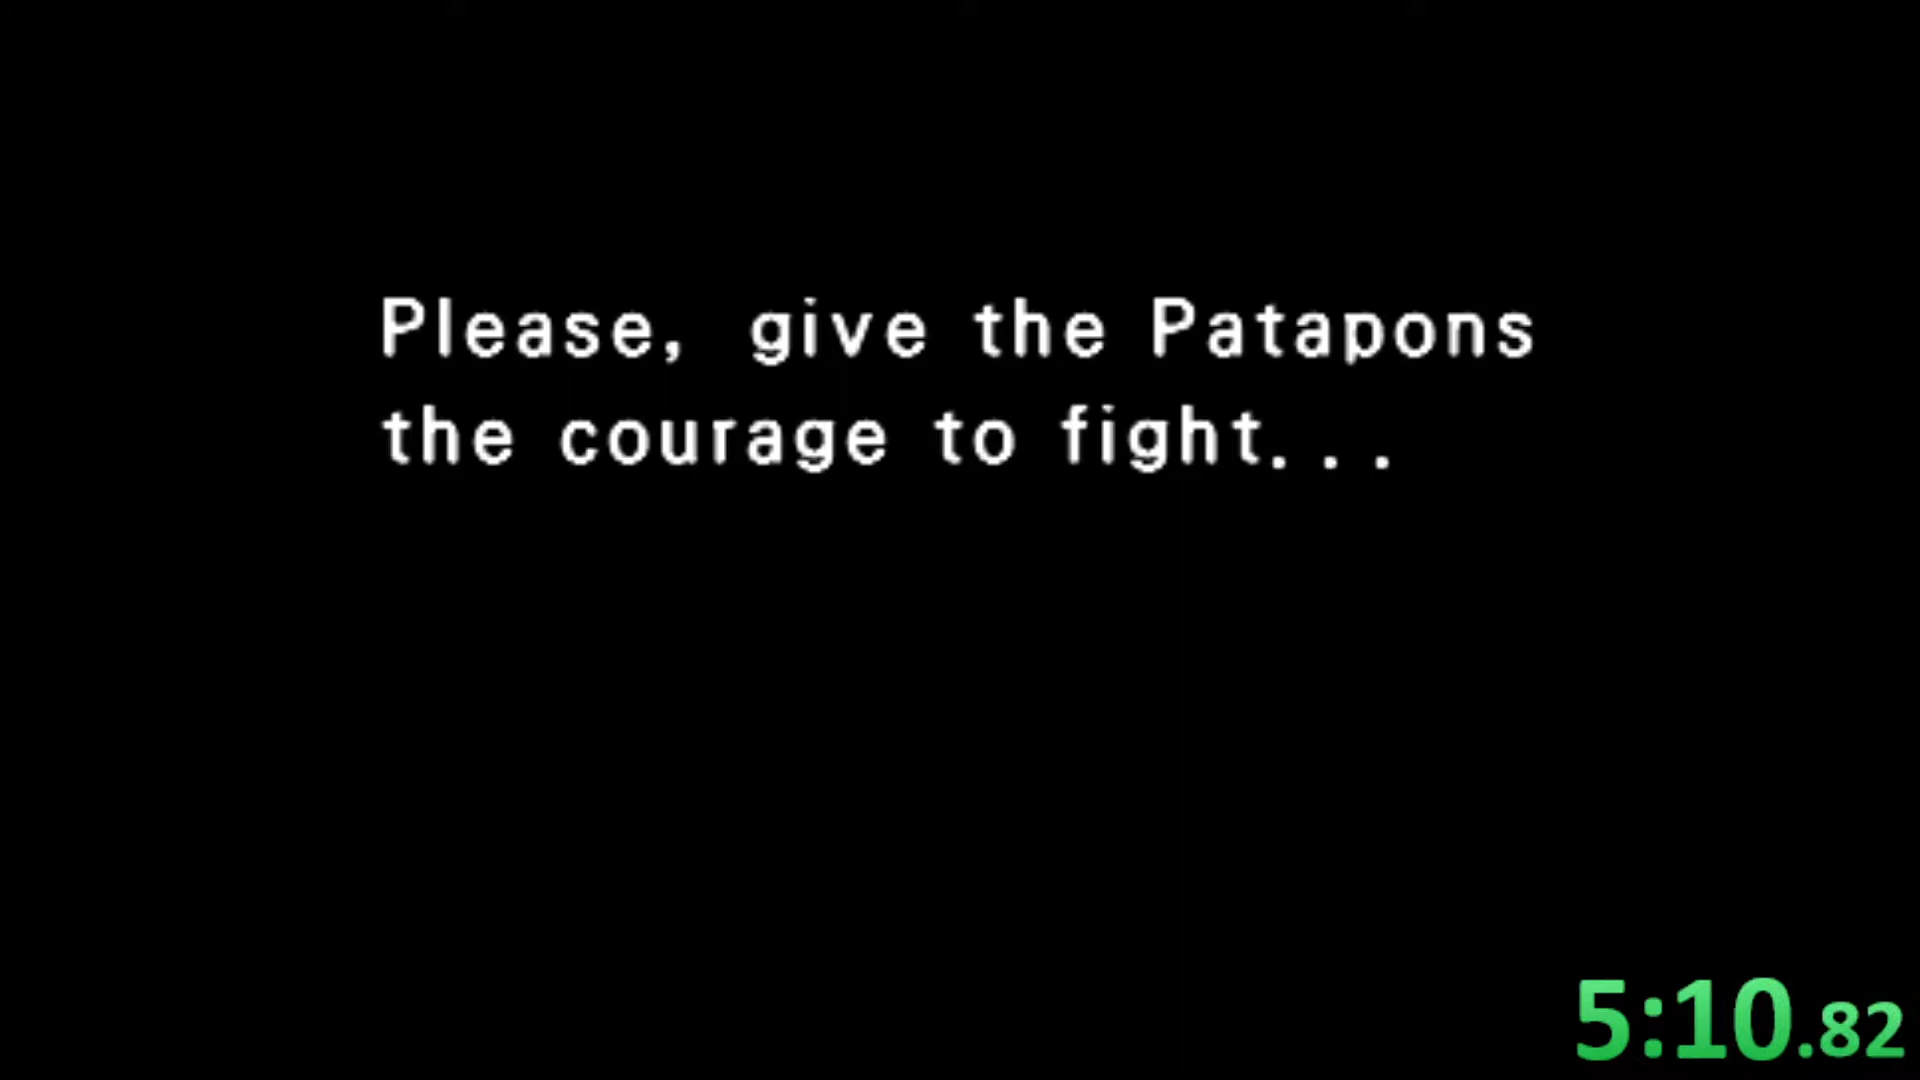 Please, give the Patapons
the courage to fight...
5:10.82